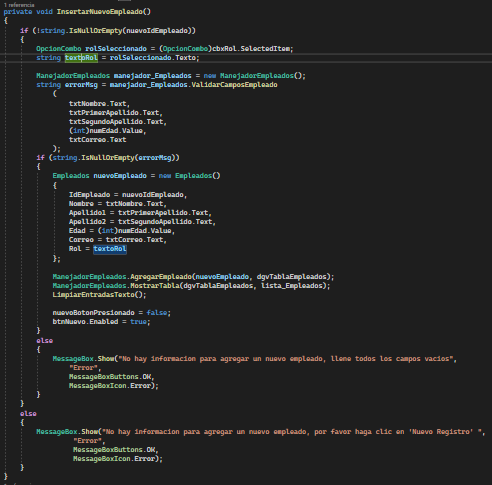 1 referencia
private void InsertarNuevoEmpleado()
{
if (!string.IsNullOrEmpty(nuevoIdEmpleado))
{
OpcionCombo rolSeleccionado = (OpcionCombo)cbxRol.SelectedItem;
string textoRol = rolSeleccionado.Texto;
ManejadorEmpleados manejador_Empleados = new ManejadorEmpleados();
string errorMsg = manejador_Empleados.ValidarCamposEmpleado
(
txtNombre.Text,
txtPrimerApellido.Text,
txtSegundoApellido.Text,
(int)numEdad.Value,
txtCorreo.Text
);
if (string.IsNullOrEmpty(errorMsg))
{
Empleados nuevoEmpleado = new Empleados()
{
IdEmpleado = nuevoIdEmpleado,
Nombre = txtNombre.Text,
Apellido1 = txtPrimerApellido.Text,
Apellido2 = txtSegundoApellido.Text,
Edad = (int)numEdad.Value,
Correo = txtCorreo.Text,
Rol = textoRol
};
ManejadorEmpleados.AgregarEmpleado(nuevoEmpleado, dgvTablaEmpleados);
ManejadorEmpleados.MostrarTabla(dgvTablaEmpleados, lista_Empleados);
LimpiarEntradasTexto();
nuevoBotonPresionado = false;
btnNuevo.Enabled = true;
}
else
{
MessageBox.Show("No hay informacion para agregar un nuevo empleado, llene todos los campos vacios",
"Error",
MessageBoxButtons.OK,
MessageBoxIcon.Error);
}
}
else
{
MessageBox.Show("No hay informacion para agregar un nuevo empleado, por favor haga clic en 'Nuevo Registro' ",
"Error",
MessageBoxButtons.OK,
MessageBoxIcon.Error);
}
}